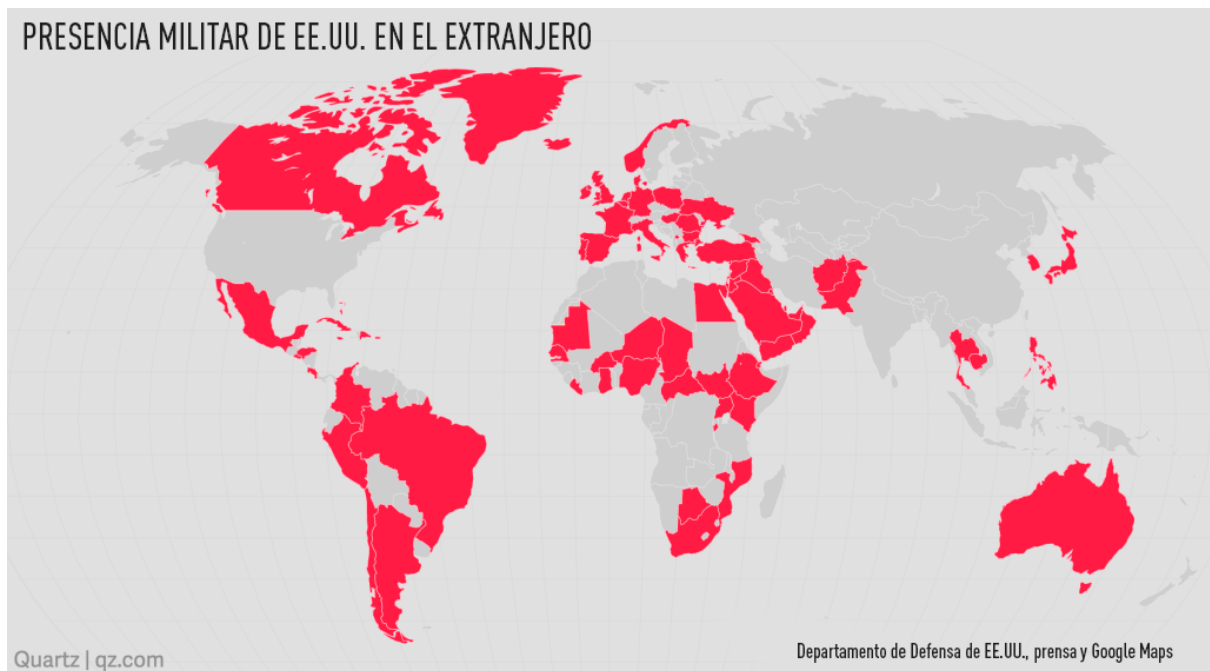 PRESENCIA MILITAR DE EE.UU. EN EL EXTRANJERO
Quartz | qz.com
Departamento de Defensa de EE.UU., prensa y Google Maps